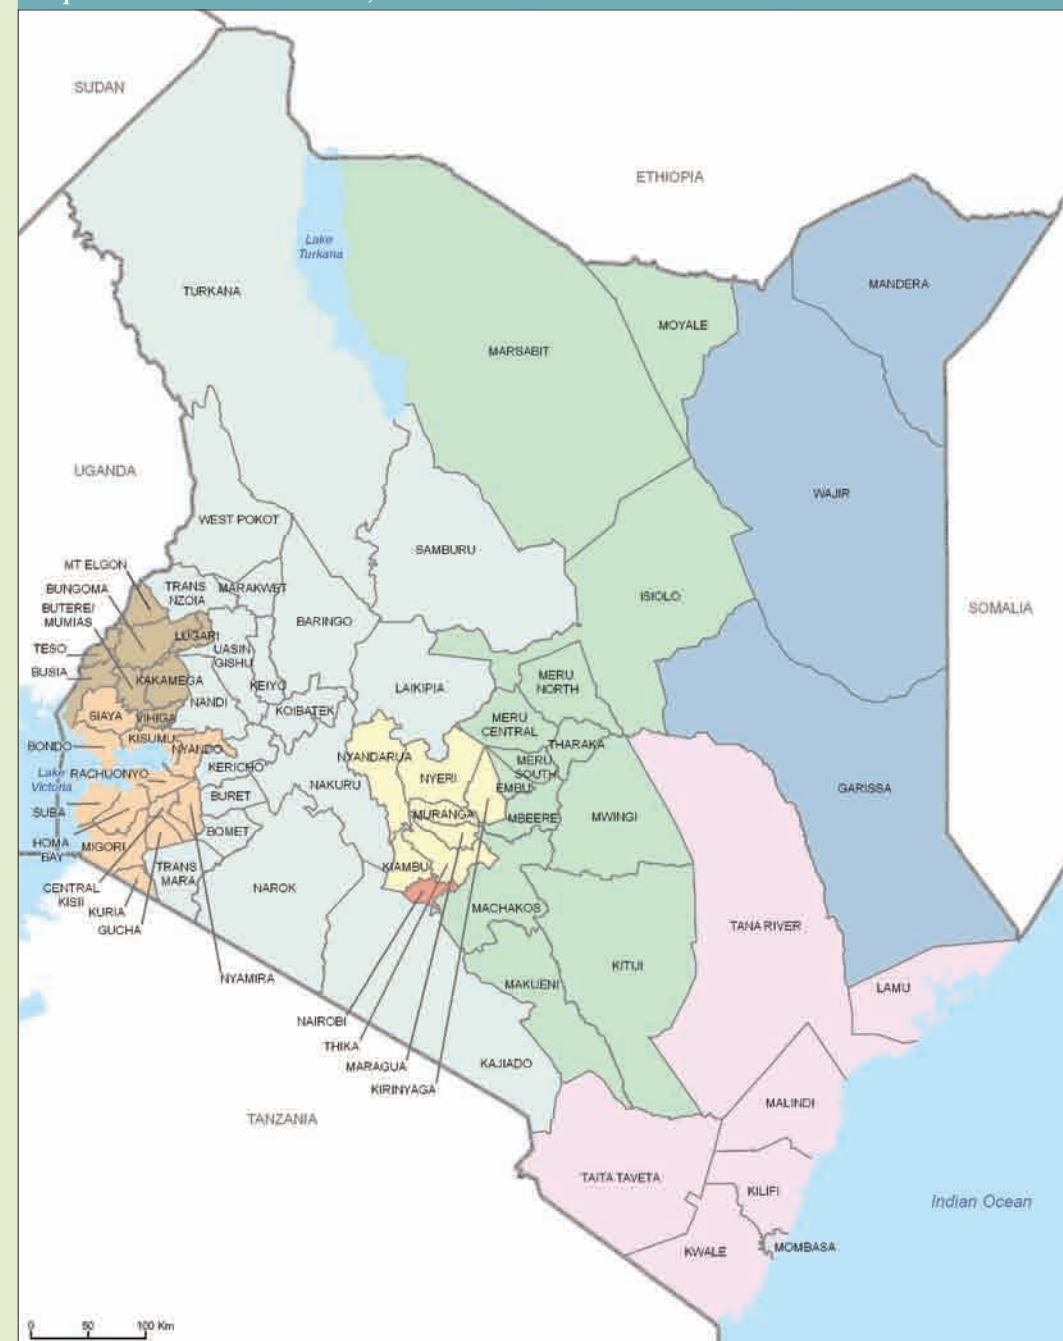 SUDAN
ETHIOPIA
Lake
Turkana
TURKANA
MANDERA
MOYALE
MARSABIT
UGANDA
WAJIR
WEST POKOT
SAMBURU
MT ELGON
BUNGOMA
BUTERE/
MUMIAS
TRANS
NZOIA
MARAKWET
ISIOLO
SOMALIA
BARINGO
LUGARI
UASIN
GISHU
TESO
BUSIA
KAKAMEGA
KEIYO
LAIKIPIA
MERU
NORTH
NANDI
KOIBATEK
SIAYA
VIHIGA
MERU
CENTRAL
KISUMU
NYANDO
BONDO
THARAKA
NYANDARUA
KERICHO
MERU
SOUTH
Lake
Victoria
RACHUONYO
NYERI
NAKURU
EMBU
GARISSA
BURET
SUBA
MURANGA
MBEERE
MWINGI
BOMET
HOMA
BAY
MIGORI
KIAMBU
TRANS
MARA
NAROK
CENTRAL
KISII
KURIA
GUCHA
MACHAKOS
TANA RIVER
KITUI
NYAMIRA
MAKUENI
LAMU
NAIROBI
THIKA
MARAGUA
KIRINYAGA
KAJIADO
MALINDI
TANZANIA
TAITA TAVETA
KILIFI
Indian Ocean
KWALE
MOMBASA
0 50 100 Km